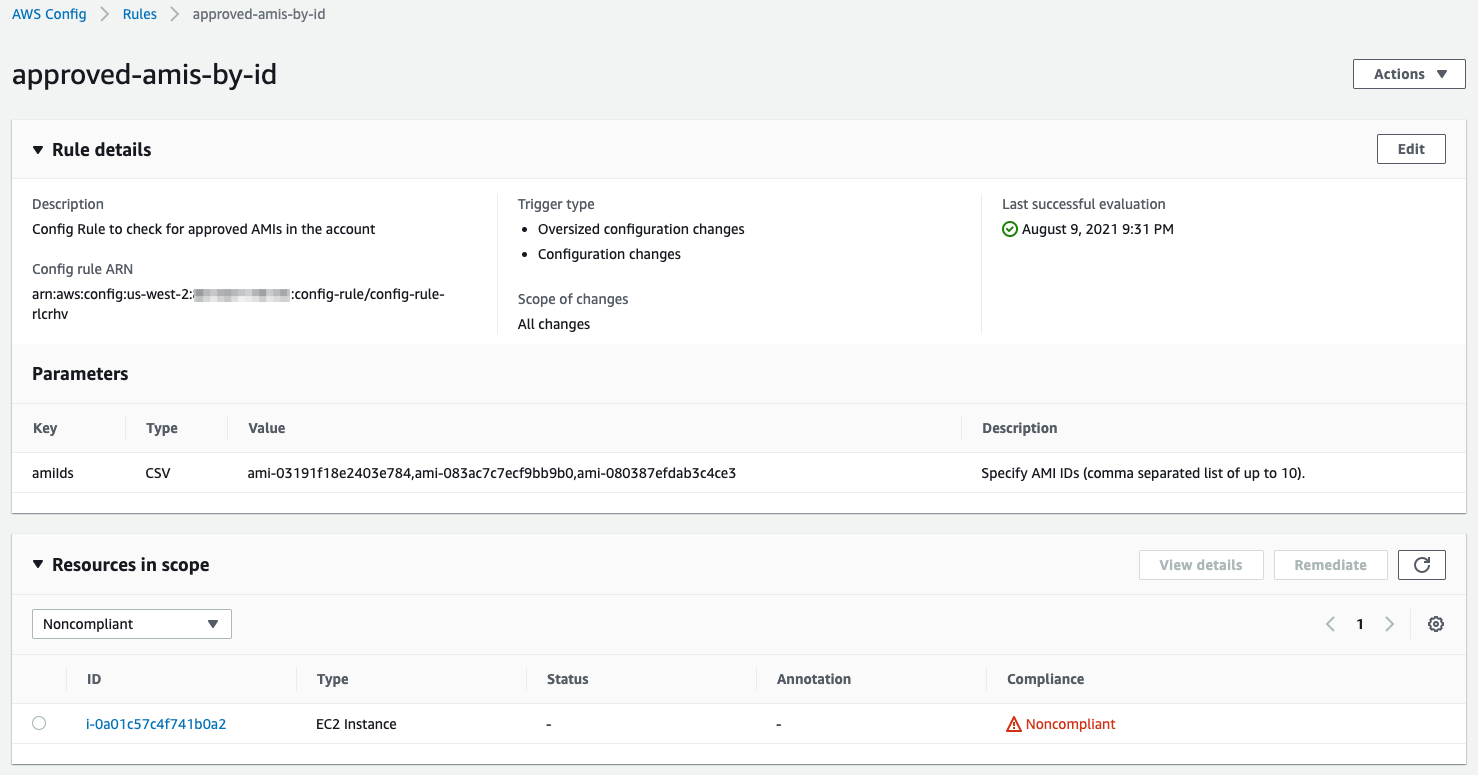 AWS Config > Rules > approved-amis-by-id
approved-amis-by-id
Actions
Rule details
Edit
Description
Config Rule to check for approved AMIs in the account
Config rule ARN
arn:aws:config:us-west-2: :config-rule/config-rule-
rlcrhv
Trigger type
Oversized configuration changes
Configuration changes
Scope of changes
All changes
Last successful evaluation
August 9, 2021 9:31 PM
Parameters
Key Type Value Description
amiIds CSV ami-03191f18e2403e784,ami-083ac7c7ecf9bb9b0,ami-080387efdab3c4ce3 Specify AMI IDs (comma separated list of up to 10).
Resources in scope
View details Remediate
Noncompliant
1
ID Type Status Annotation Compliance
i-0a01c57c4f741b0a2 EC2 Instance - - Noncompliant